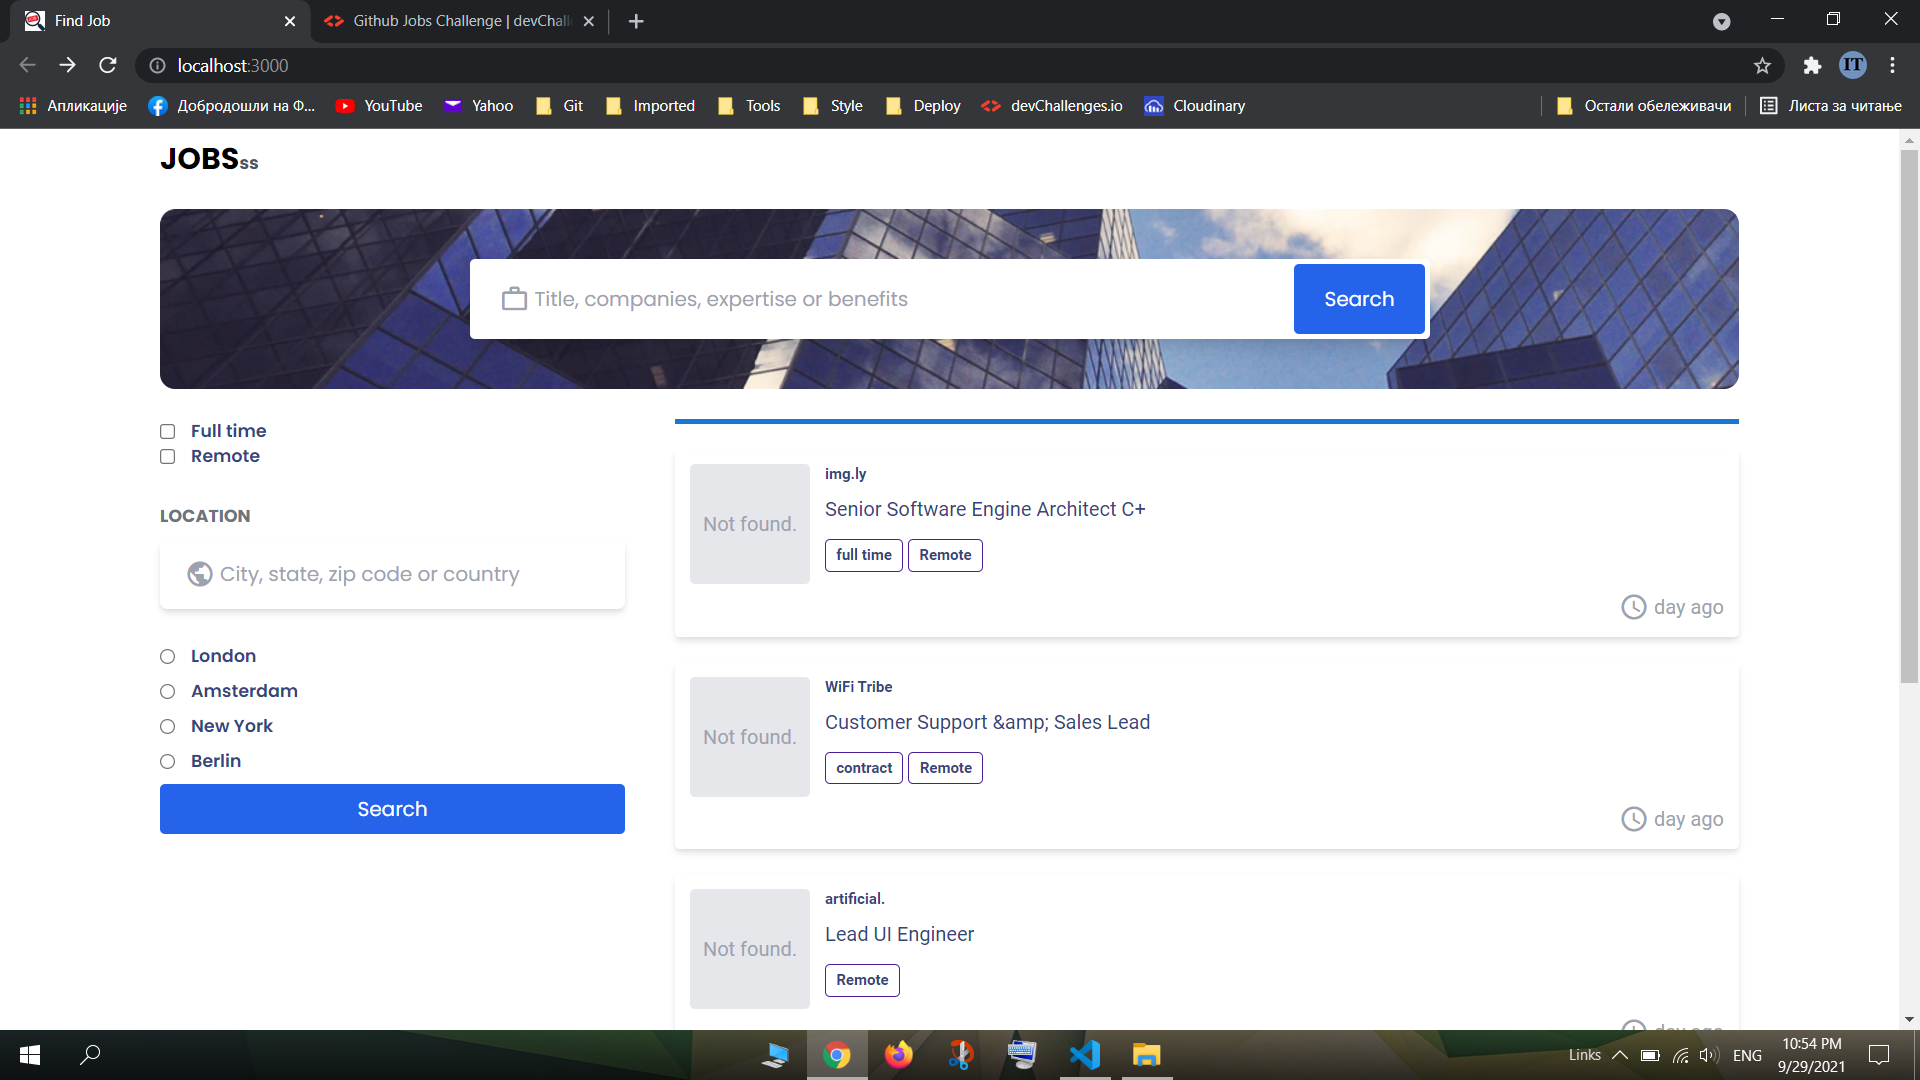 Find Job
Github Jobs Challenge | devChall
localhost:3000
IT
Апликације
Добродошли на Ф...
YouTube
Yahoo
Git
Imported
Tools
Style
Deploy
devChallenges.io
Cloudinary
Остали обележивачи
Листа за читање
JOBSss
Title, companies, expertise or benefits
Search
Full time
Remote
LOCATION
City, state, zip code or country
London
Amsterdam
New York
Berlin
Search
Not found.
img.ly
Senior Software Engine Architect C+
full time
Remote
day ago
Not found.
WiFi Tribe
Customer Support &amp; Sales Lead
contract
Remote
day ago
Not found.
artificial.
Lead UI Engineer
Remote
day ago
Links
ENG
10:54 PM
9/29/2021